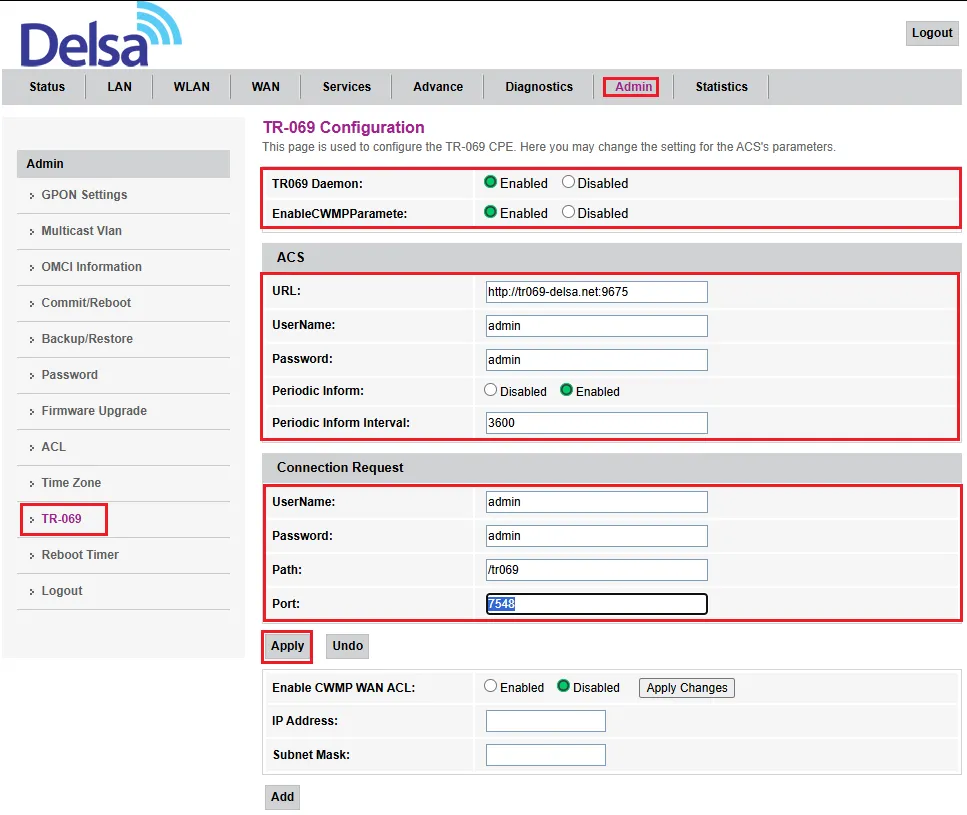 Delsa
Logout
Status LAN WLAN WAN Services Advance Diagnostics Admin Statistics
Admin
GPON Settings
Multicast Vlan
OMCI Information
Commit/Reboot
Backup/Restore
Password
Firmware Upgrade
ACL
Time Zone
TR-069
Reboot Timer
Logout
TR-069 Configuration
This page is used to configure the TR-069 CPE. Here you may change the setting for the ACS's parameters.
TR069 Daemon: Enabled Disabled
EnableCWMPParamete: Enabled Disabled
ACS
URL: http://tr069-delsa.net:9675
UserName: admin
Password: admin
Periodic Inform: Disabled Enabled
Periodic Inform Interval: 3600
Connection Request
UserName: admin
Password: admin
Path: /tr069
Port: 7548
Apply Undo
Enable CWMP WAN ACL: Enabled Disabled Apply Changes
IP Address:
Subnet Mask:
Add